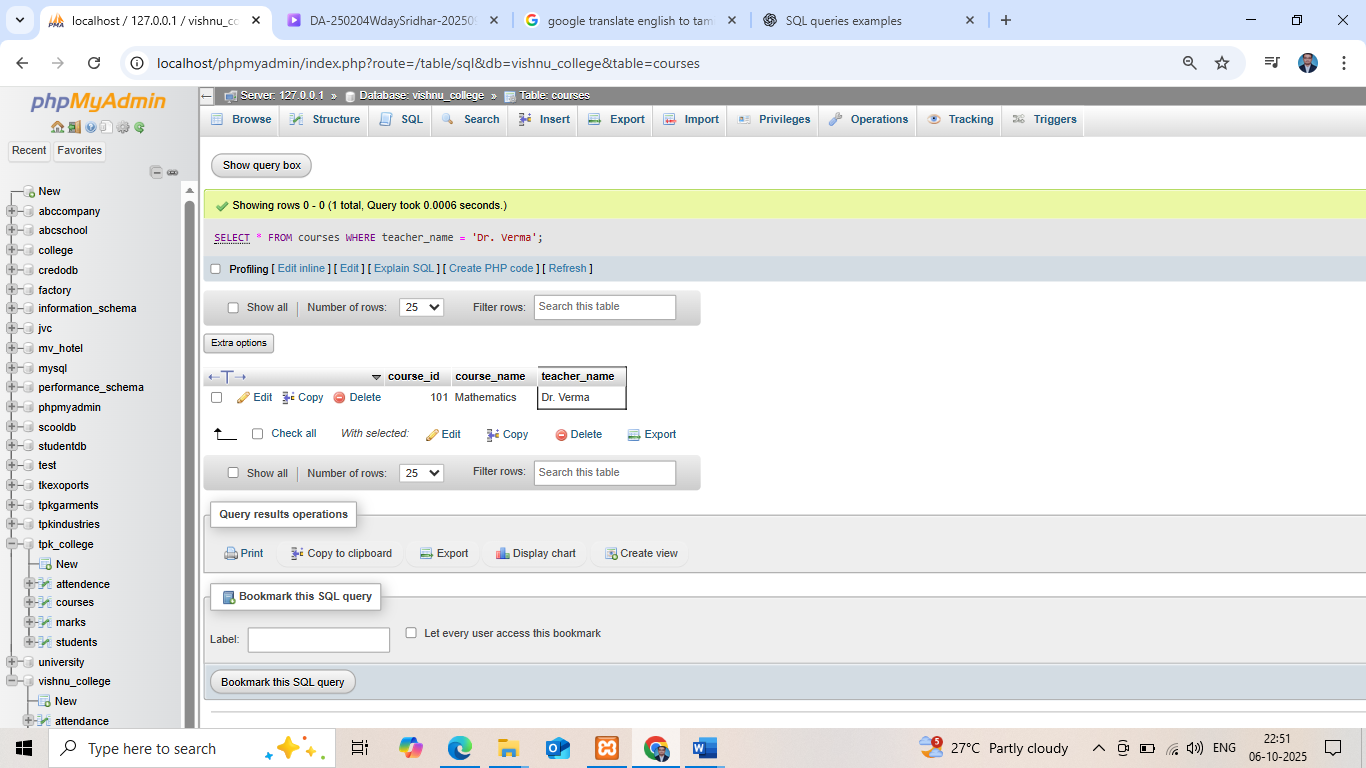 localhost / 127.0.0.1 / vishnu_co
DA-250204WdaySridhar-202509
google translate english to tami
SQL queries examples
localhost/phpmyadmin/index.php?route=/table/sql&db=vishnu_college&table=courses
phpMyAdmin
Recent
Favorites
New
abccompany
abcschool
college
credodb
factory
information_schema
jvc
mv_hotel
mysql
performance_schema
phpmyadmin
scooldb
studentdb
test
tkexoports
tpkgarments
tpkindustries
tpk_college
New
attendence
courses
marks
students
university
vishnu_college
New
attendance
Server: 127.0.0.1 » Database: vishnu_college » Table: courses
Browse Structure SQL Search Insert Export Import Privileges Operations Tracking Triggers
Show query box
Showing rows 0 - 0 (1 total, Query took 0.0006 seconds.)
SELECT * FROM courses WHERE teacher_name = 'Dr. Verma';
Profiling [ Edit inline ] [ Edit ] [ Explain SQL ] [ Create PHP code ] [ Refresh ]
Show all Number of rows: 25 Filter rows: Search this table
Extra options
course_id course_name teacher_name
Edit Copy Delete 101 Mathematics Dr. Verma
Check all With selected: Edit Copy Delete Export
Show all Number of rows: 25 Filter rows: Search this table
Query results operations
Print Copy to clipboard Export Display chart Create view
Bookmark this SQL query
Label: Let every user access this bookmark
Bookmark this SQL query
Type here to search
5
27°C Partly cloudy
ENG
22:51
06-10-2025